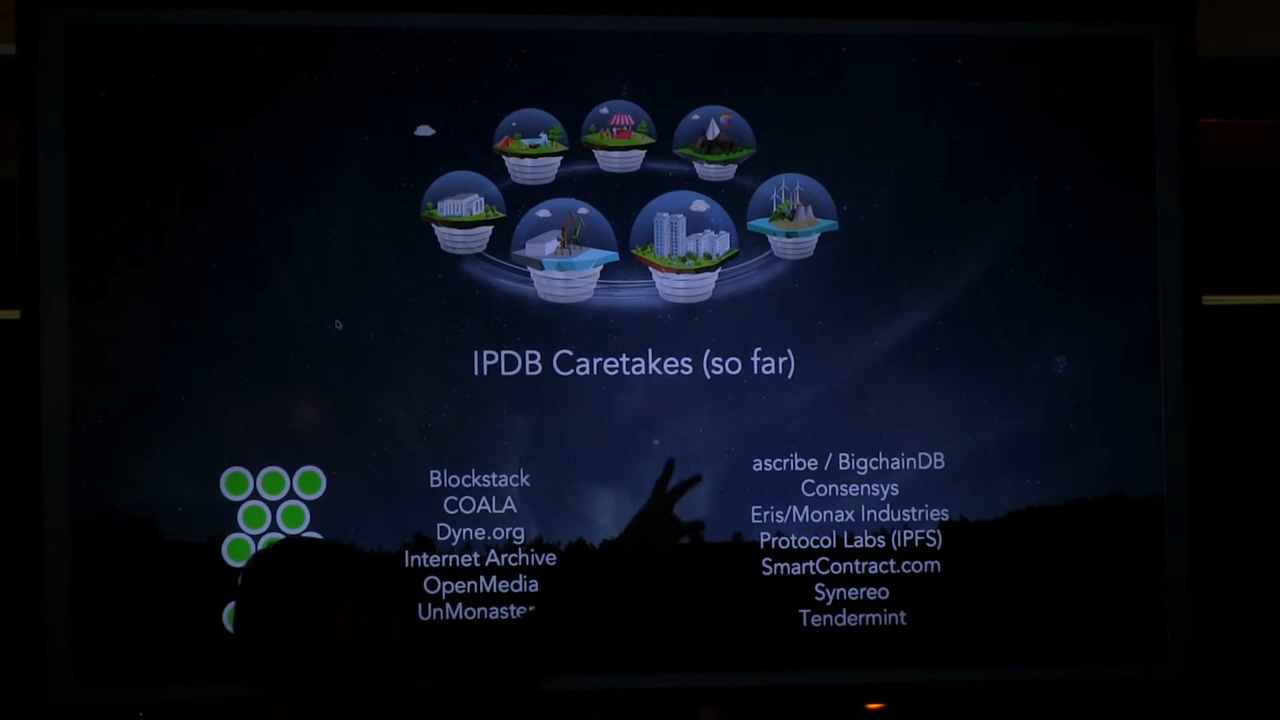 IPDB Caretakes (so far)
Blockstack
COALA
Dyne.org
Internet Archive
OpenMedia
ascribe / BigchainDB
Consensys
Eris/Monax Industries
Protocol Labs (IPFS)
SmartContract.com
Synereo
Tendermint